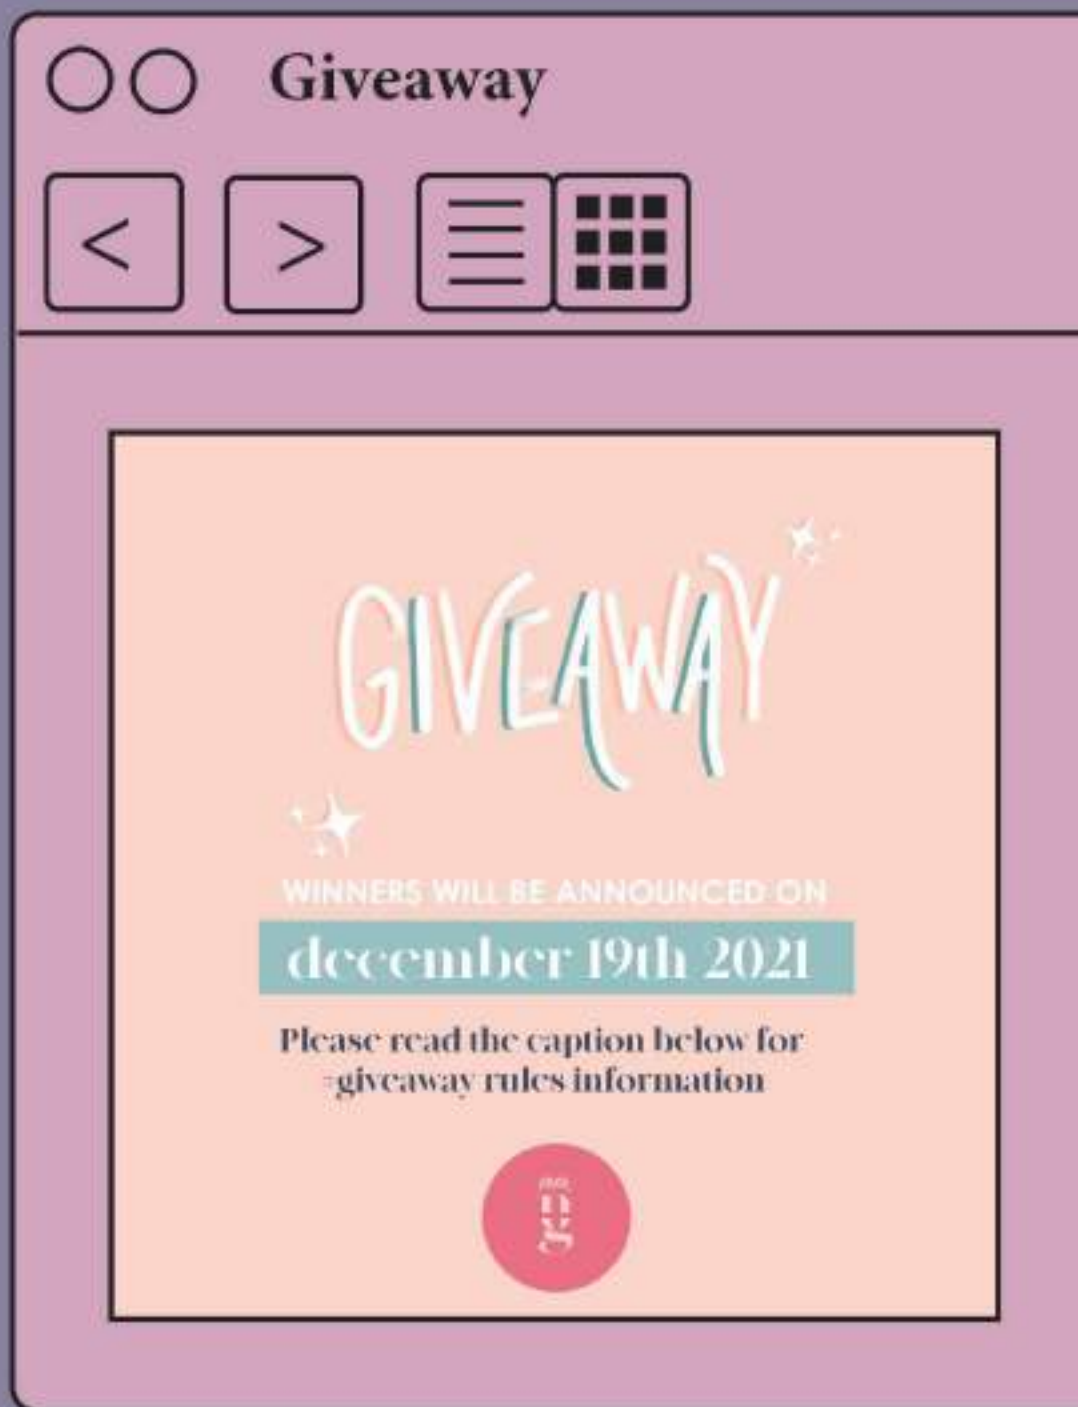 Giveaway
< >
GIVEAWAY
WINNERS WILL BE ANNOUNCED ON
december 19th 2021
Please read the caption below for
giveaway rules information
ng